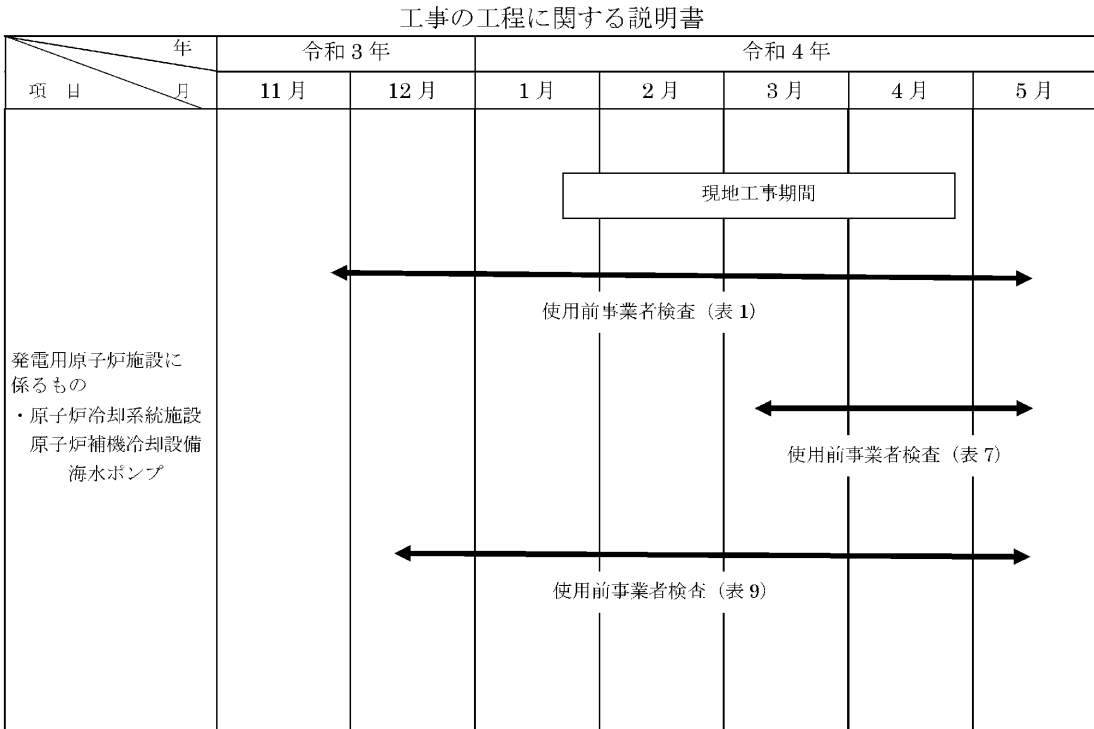 工事の工程に関する説明書
年
令和 3 年
令和 4 年
項 目
月
11 月
12 月
1 月
2 月
3 月
4 月
5 月
現地工事期間
使用前事業者検査（表 1）
発電用原子炉施設に
係るもの
・原子炉冷却系統施設
原子炉補機冷却設備
海水ポンプ
使用前事業者検査（表 7）
使用前事業者検査（表 9）